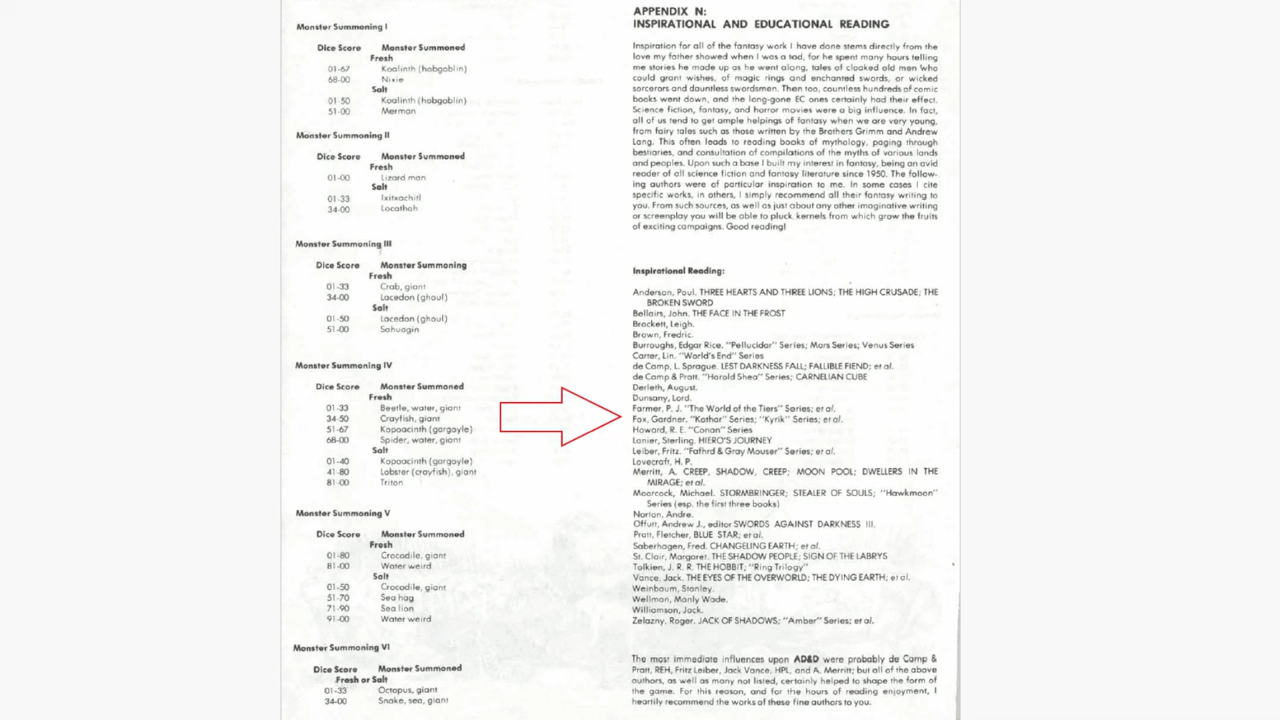 Monster Summoning I
Dice Score Monster Summoned
Fresh
01-67 Koalinth (hobgoblin)
68-00 Nixie
Salt
01-50 Koalinth (hobgoblin)
51-00 Merman
Monster Summoning II
Dice Score Monster Summoned
Fresh
01-00 Lizard man
Salt
01-33 Ixitxachitl
34-00 Locathah
Monster Summoning III
Dice Score Monster Summoning
Fresh
01-33 Crab, giant
34-00 Lacedon (ghoul)
Salt
01-50 Lacedon (ghoul)
51-00 Sahuagin
Monster Summoning IV
Dice Score Monster Summoned
Fresh
01-33 Beetle, water, giant
34-50 Crayfish, giant
51-67 Kopoacinth (gargoyle)
68-00 Spider, water, giant
Salt
01-40 Kopoacinth (gargoyle)
41-80 Lobster (crayfish), giant
81-00 Triton
Monster Summoning V
Dice Score Monster Summoned
Fresh
01-80 Crocodile, giant
81-00 Water weird
Salt
01-50 Crocodile, giant
51-70 Sea hag
71-90 Sea lion
91-00 Water weird
Monster Summoning VI
Dice Score Monster Summoned
Fresh or Salt
01-33 Octopus, giant
34-00 Snake, sea, giant
APPENDIX N:
INSPIRATIONAL AND EDUCATIONAL READING
Inspiration for all of the fantasy work I have done stems directly from the
love my father showed when I was a tad, for he spent many hours telling
me stories he made up as he went along, tales of cloaked old men who
could grant wishes, of magic rings and enchanted swords, or wicked
sorcerors and dauntless swordsmen. Then too, countless hundreds of comic
books went down, and the long-gone EC ones certainly had their effect.
Science fiction, fantasy, and horror movies were a big influence. In fact,
all of us tend to get ample helpings of fantasy when we are very young,
from fairy tales such as those written by the Brothers Grimm and Andrew
Lang. This often leads to reading books of mythology, paging through
bestiaries, and consultation of compilations of the myths of various lands
and peoples. Upon such a base I built my interest in fantasy, being an avid
reader of all science fiction and fantasy literature since 1950. The follow-
ing authors were of particular inspiration to me. In some cases I cite
specific works, in others, I simply recommend all their fantasy writing to
you. From such sources, as well as just about any other imaginative writing
or screenplay you will be able to pluck kernels from which grow the fruits
of exciting campaigns. Good reading!
Inspirational Reading:
Anderson, Poul. THREE HEARTS AND THREE LIONS; THE HIGH CRUSADE; THE
BROKEN SWORD
Bellairs, John. THE FACE IN THE FROST
Brackett, Leigh.
Brown, Fredric.
Burroughs, Edgar Rice. "Pellucidar" Series; Mars Series; Venus Series
Carter, Lin. "World's End" Series
de Camp, L. Sprague. LEST DARKNESS FALL; FALLIBLE FIEND; et al.
de Camp & Pratt. "Harold Shea" Series; CARNELIAN CUBE
Derleth, August.
Dunsany, Lord.
Farmer, P. J. "The World of the Tiers" Series; et al.
Fox, Gardner. "Kothar" Series; "Kyrik" Series; et al.
Howard, R. E. "Conan" Series
Lanier, Sterling. HIERO'S JOURNEY
Leiber, Fritz. "Fafhrd & Gray Mouser" Series; et al.
Lovecraft, H. P.
Merritt, A. CREEP, SHADOW, CREEP; MOON POOL; DWELLERS IN THE
MIRAGE; et al.
Moorcock, Michael. STORMBRINGER; STEALER OF SOULS; "Hawkmoon"
Series (esp. the first three books)
Norton, Andre.
Offutt, Andrew J., editor SWORDS AGAINST DARKNESS III.
Pratt, Fletcher, BLUE STAR; et al.
Saberhagen, Fred. CHANGELING EARTH; et al.
St. Clair, Margaret. THE SHADOW PEOPLE; SIGN OF THE LABRYS
Tolkien, J. R. R. THE HOBBIT; "Ring Trilogy"
Vance, Jack. THE EYES OF THE OVERWORLD; THE DYING EARTH; et al.
Weinbaum, Stanley.
Wellman, Manly Wade.
Williamson, Jack.
Zelazny, Roger. JACK OF SHADOWS; "Amber" Series; et al.
The most immediate influences upon AD&D were probably de Camp &
Pratt, REH, Fritz Leiber, Jack Vance, HPL, and A. Merritt; but all of the above
authors, as well as many not listed, certainly helped to shape the form of
the game. For this reason, and for the hours of reading enjoyment, I
heartily recommend the works of these fine authors to you.